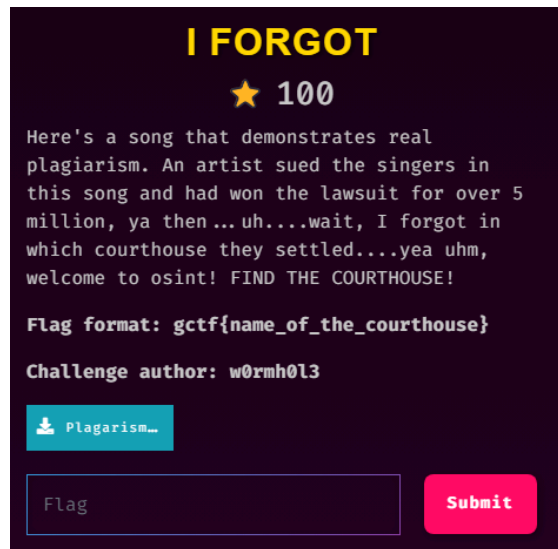 I FORGOT
100
Here's a song that demonstrates real
plagiarism. An artist sued the singers in
this song and had won the lawsuit for over 5
million, ya then...uh....wait, I forgot in
which courthouse they settled....yea uhm,
welcome to osint! FIND THE COURTHOUSE!
Flag format: gctf{name_of_the_courthouse}
Challenge author: w0rmh0l3
Plagarism…
Flag
Submit